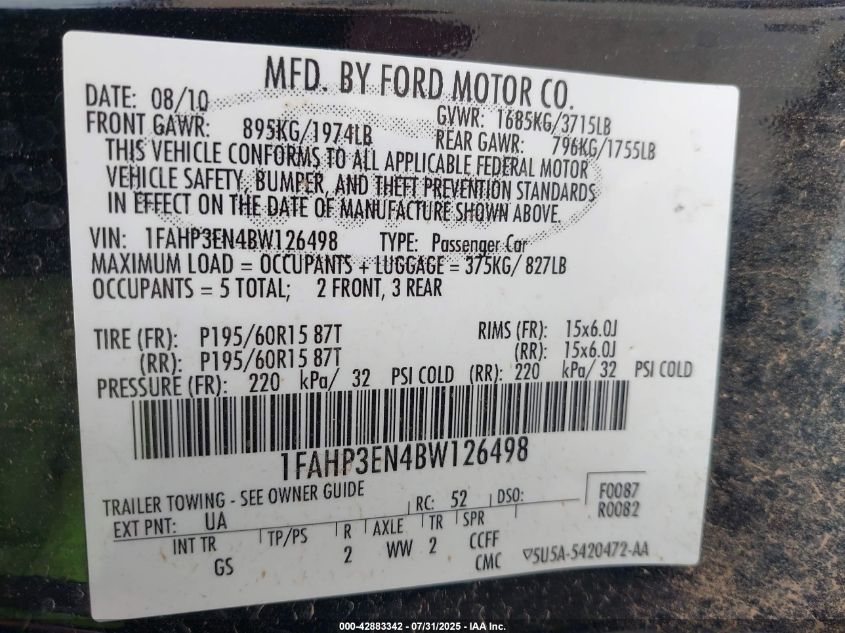 MFD. BY FORD MOTOR CO.
DATE: 08/10 GVWR: 1685KG/3715LB
FRONT GAWR: 895KG/1974LB REAR GAWR: 796KG/1755LB
THIS VEHICLE CONFORMS TO ALL APPLICABLE FEDERAL MOTOR
VEHICLE SAFETY, BUMPER, AND THEFT PREVENTION STANDARDS
IN EFFECT ON THE DATE OF MANUFACTURE SHOWN ABOVE.
VIN: 1FAHP3EN4BW126498 TYPE: Passenger Car
MAXIMUM LOAD = OCCUPANTS + LUGGAGE = 375KG/ 827LB
OCCUPANTS = 5 TOTAL; 2 FRONT, 3 REAR
TIRE (FR): P195/60R15 87T RIMS (FR): 15x6.0J
(RR): P195/60R15 87T (RR): 15x6.0J
PRESSURE (FR): 220 kPa/ 32 PSI COLD (RR): 220 kPa/ 32 PSI COLD
1FAHP3EN4BW126498
TRAILER TOWING - SEE OWNER GUIDE
EXT PNT: UA RC: 52 DSO: F0087
R0082
INT TR TP/PS R AXLE TR SPR
GS 2 WW 2 CCFF
CMC ▽5U5A-5420472-AA
000-42883342 / 07/31/2025 - IAA Inc.